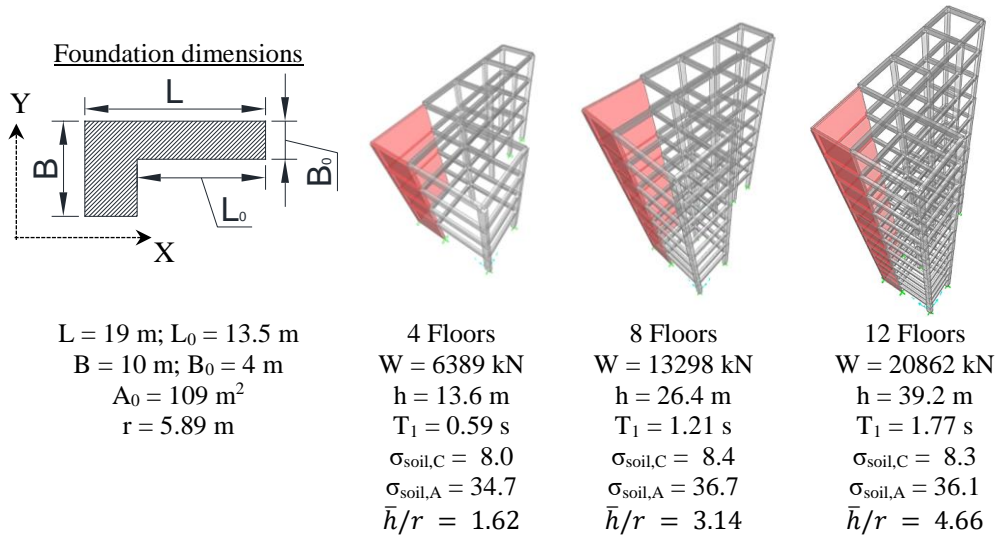 Foundation dimensions
Y
L
B
B₀
L₀
X
L = 19 m; L₀ = 13.5 m
B = 10 m; B₀ = 4 m
A₀ = 109 m²
r = 5.89 m
4 Floors
W = 6389 kN
h = 13.6 m
T₁ = 0.59 s
σsoil,C = 8.0
σsoil,A = 34.7
h̄/r = 1.62
8 Floors
W = 13298 kN
h = 26.4 m
T₁ = 1.21 s
σsoil,C = 8.4
σsoil,A = 36.7
h̄/r = 3.14
12 Floors
W = 20862 kN
h = 39.2 m
T₁ = 1.77 s
σsoil,C = 8.3
σsoil,A = 36.1
h̄/r = 4.66